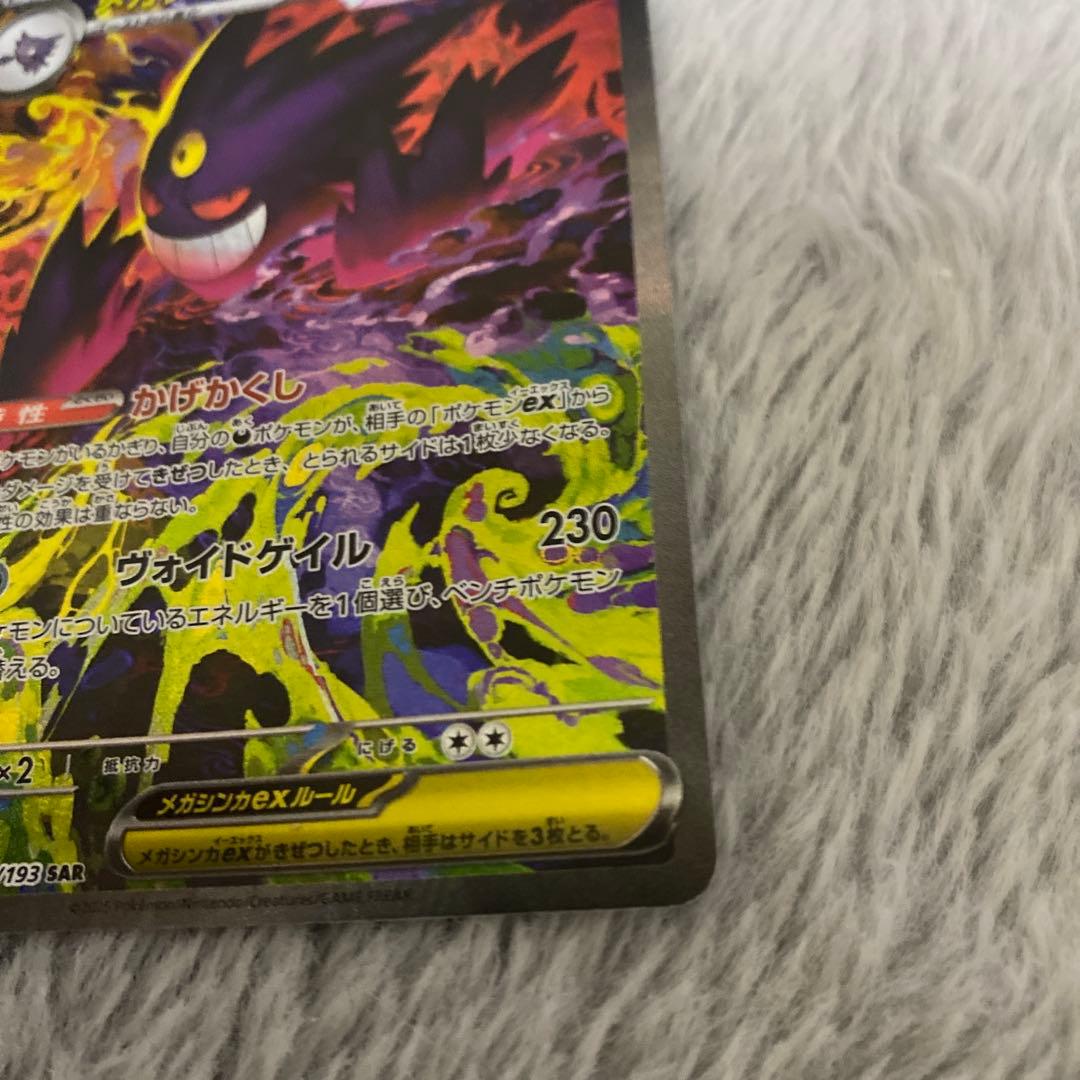 性 かげかくし
ケモンがいるかぎり、自分のポケモンが、相手の「ポケモンex」から
ダメージを受けてきぜつしたとき、とられるサイドは1枚少なくなる。
性の効果は重ならない。
ヴォイドゲイル 230
モンについているエネルギーを1個選び、ベンチポケモン
替える。
×2 抵抗力 にげる
メガシンカexルール
メガシンカexがきぜつしたとき、相手はサイドを3枚とる。
/193 SAR
©2025 Pokémon/Nintendo/Creatures/GAME FREAK